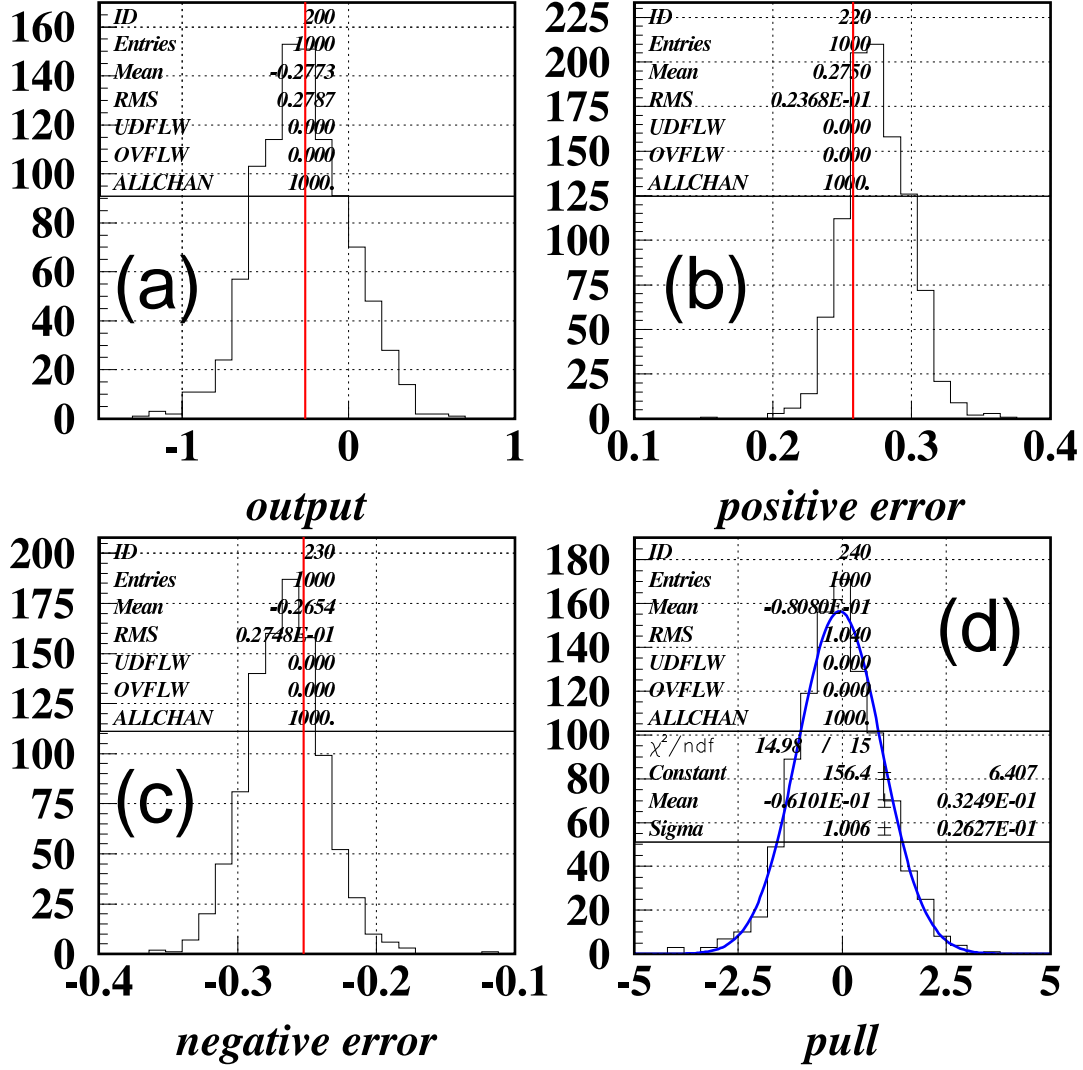 160
140
120
100
80
60
40
20
0
ID 200
Entries 1000
Mean -0.2773
RMS 0.2787
UDFLW 0.000
OVFLW 0.000
ALLCHAN 1000.
(a)
-1 0 1
output
225
200
175
150
125
100
75
50
25
0
ID 220
Entries 1000
Mean 0.2750
RMS 0.2368E-01
UDFLW 0.000
OVFLW 0.000
ALLCHAN 1000.
(b)
0.1 0.2 0.3 0.4
positive error
200
175
150
125
100
75
50
25
0
ID 230
Entries 1000
Mean -0.2654
RMS 0.2748E-01
UDFLW 0.000
OVFLW 0.000
ALLCHAN 1000.
(c)
-0.4 -0.3 -0.2 -0.1
negative error
180
160
140
120
100
80
60
40
20
0
ID 240
Entries 1000
Mean -0.8080E-01
RMS 1.040
UDFLW 0.000
OVFLW 0.000
ALLCHAN 1000.
χ²/ndf 14.98 / 15
Constant 156.4 ± 6.407
Mean -0.6101E-01 ± 0.3249E-01
Sigma 1.006 ± 0.2627E-01
(d)
-5 -2.5 0 2.5 5
pull